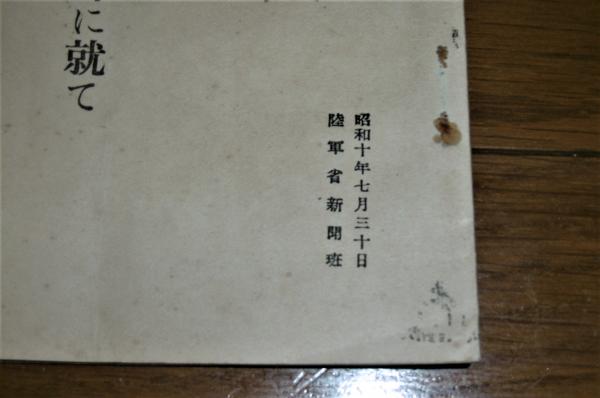 昭和十年七月三十日
陸軍省新聞班
に就て